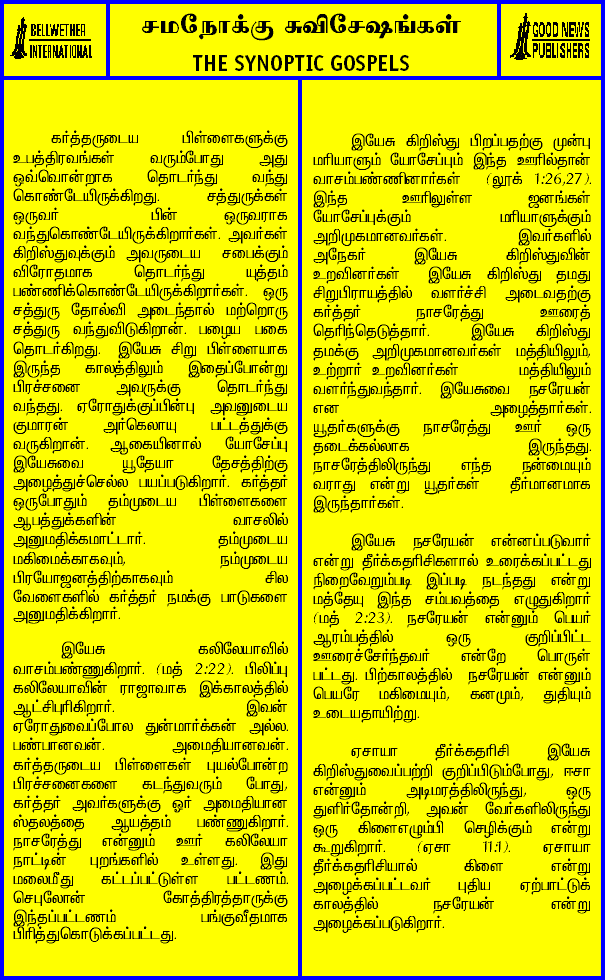 BELLWETHER
INTERNATIONAL
சமநோக்கு சுவிசேஷங்கள்
THE SYNOPTIC GOSPELS
GOOD NEWS
PUBLISHERS
கர்த்தருடைய பிள்ளைகளுக்கு
உபத்திரவங்கள் வரும்போது அது
ஒவ்வொன்றாக தொடர்ந்து வந்து
கொண்டேயிருக்கிறது. சத்துருக்கள்
ஒருவர் பின் ஒருவராக
வந்துகொண்டேயிருக்கிறார்கள். அவர்கள்
கிறிஸ்துவுக்கும் அவருடைய சபைக்கும்
விரோதமாக தொடர்ந்து யுத்தம்
பண்ணிக்கொண்டேயிருக்கிறார்கள். ஒரு
சத்துரு தோல்வி அடைந்தால் மற்றொரு
சத்துரு வந்துவிடுகிறான். பழைய பகை
தொடர்கிறது. இயேசு சிறு பிள்ளையாக
இருந்த காலத்திலும் இதைப்போன்று
பிரச்சனை அவருக்கு தொடர்ந்து
வந்தது. ஏரோதுக்குப்பின்பு அவனுடைய
குமாரன் அர்கெலாயு பட்டத்துக்கு
வருகிறான். ஆகையினால் யோசேப்பு
இயேசுவை யூதேயா தேசத்திற்கு
அழைத்துச்செல்ல பயப்படுகிறார். கர்த்தர்
ஒருபோதும் தம்முடைய பிள்ளைகளை
ஆபத்துக்களின் வாசலில்
அனுமதிக்கமாட்டார். தம்முடைய
மகிமைக்காகவும், நம்முடைய
பிரயோஜனத்திற்காகவும் சில
வேளைகளில் கர்த்தர் நமக்கு பாடுகளை
அனுமதிக்கிறார்.
இயேசு கலிலேயாவில்
வாசம்பண்ணுகிறார். (மத் 2:22). பிலிப்பு
கலிலேயாவின் ராஜாவாக இக்காலத்தில்
ஆட்சிபுரிகிறார். இவன்
ஏரோதுவைப்போல துன்மார்க்கன் அல்ல.
பண்பானவன். அமைதியானவன்.
கர்த்தருடைய பிள்ளைகள் புயல்போன்ற
பிரச்சனைகளை கடந்துவரும் போது,
கர்த்தர் அவர்களுக்கு ஓர் அமைதியான
ஸ்தலத்தை ஆயத்தம் பண்ணுகிறார்.
நாசரேத்து என்னும் ஊர் கலிலேயா
நாட்டின் புறங்களில் உள்ளது. இது
மலைமீது கட்டப்பட்டுள்ள பட்டணம்.
செபுலோன் கோத்திரத்தாருக்கு
இந்தப்பட்டணம் பங்குவீதமாக
பிரித்துகொடுக்கப்பட்டது.
இயேசு கிறிஸ்து பிறப்பதற்கு முன்பு
மரியாளும் யோசேப்பும் இந்த ஊரில்தான்
வாசம்பண்ணினார்கள் (லூக் 1:26,27).
இந்த ஊரிலுள்ள ஜனங்கள்
யோசேப்புக்கும் மரியாளுக்கும்
அறிமுகமானவர்கள். இவர்களில்
அநேகர் இயேசு கிறிஸ்துவின்
உறவினர்கள் இயேசு கிறிஸ்து தமது
சிறுபிராயத்தில் வளர்ச்சி அடைவதற்கு
கர்த்தர் நாசரேத்து ஊரைத்
தெரிந்தெடுத்தார். இயேசு கிறிஸ்து
தமக்கு அறிமுகமானவர்கள் மத்தியிலும்,
உற்றார் உறவினர்கள் மத்தியிலும்
வளர்ந்துவந்தார். இயேசுவை நசரேயன்
என அழைத்தார்கள்.
யூதர்களுக்கு நாசரேத்து ஊர் ஒரு
தடைக்கல்லாக இருந்தது.
நாசரேத்திலிருந்து எந்த நன்மையும்
வராது என்று யூதர்கள் தீர்மானமாக
இருந்தார்கள்.
இயேசு நசரேயன் என்னப்படுவார்
என்று தீர்க்கதரிசிகளால் உரைக்கப்பட்டது
நிறைவேறும்படி இப்படி நடந்தது என்று
மத்தேயு இந்த சம்பவத்தை எழுதுகிறார்
(மத் 2:23). நசரேயன் என்னும் பெயர்
ஆரம்பத்தில் ஒரு குறிப்பிட்ட
ஊரைச்சேர்ந்தவர் என்றே பொருள்
பட்டது. பிற்காலத்தில் நசரேயன் என்னும்
பெயரே மகிமையும், கனமும், துதியும்
உடையதாயிற்று.
ஏசாயா தீர்க்கதரிசி இயேசு
கிறிஸ்துவைப்பற்றி குறிப்பிடும்போது, ஈசா
என்னும் அடிமரத்திலிருந்து, ஒரு
துளிர்தோன்றி, அவன் வேர்களிலிருந்து
ஒரு கிளைஎழும்பி செழிக்கும் என்று
கூறுகிறார். (ஏசா 11:1). ஏசாயா
தீர்க்கதரிசியால் கிளை என்று
அழைக்கப்பட்டவர் புதிய ஏற்பாட்டுக்
காலத்தில் நசரேயன் என்று
அழைக்கப்படுகிறார்.